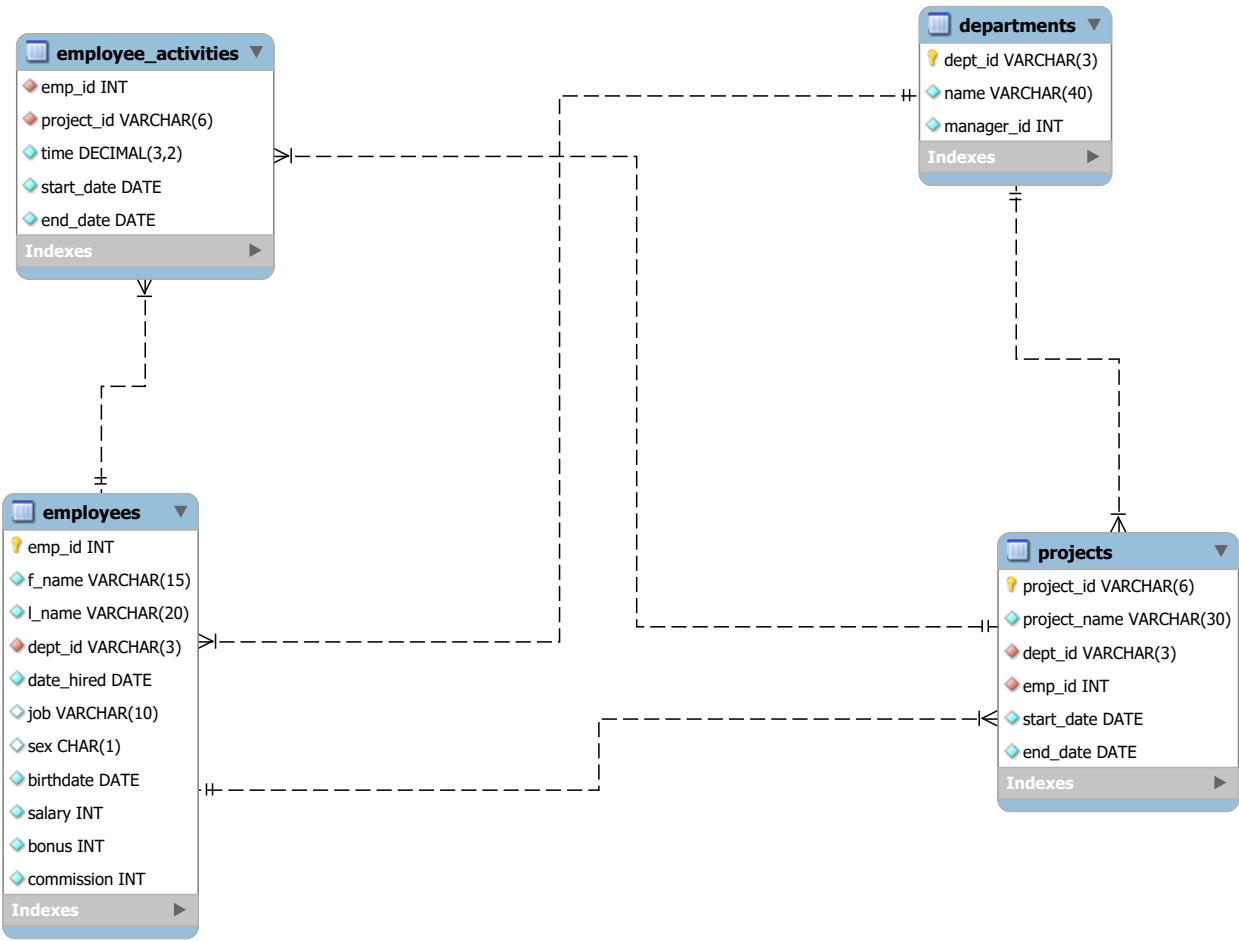 employee_activities
emp_id INT
project_id VARCHAR(6)
time DECIMAL(3,2)
start_date DATE
end_date DATE
Indexes
departments
dept_id VARCHAR(3)
name VARCHAR(40)
manager_id INT
Indexes
employees
emp_id INT
f_name VARCHAR(15)
l_name VARCHAR(20)
dept_id VARCHAR(3)
date_hired DATE
job VARCHAR(10)
sex CHAR(1)
birthdate DATE
salary INT
bonus INT
commission INT
Indexes
projects
project_id VARCHAR(6)
project_name VARCHAR(30)
dept_id VARCHAR(3)
emp_id INT
start_date DATE
end_date DATE
Indexes